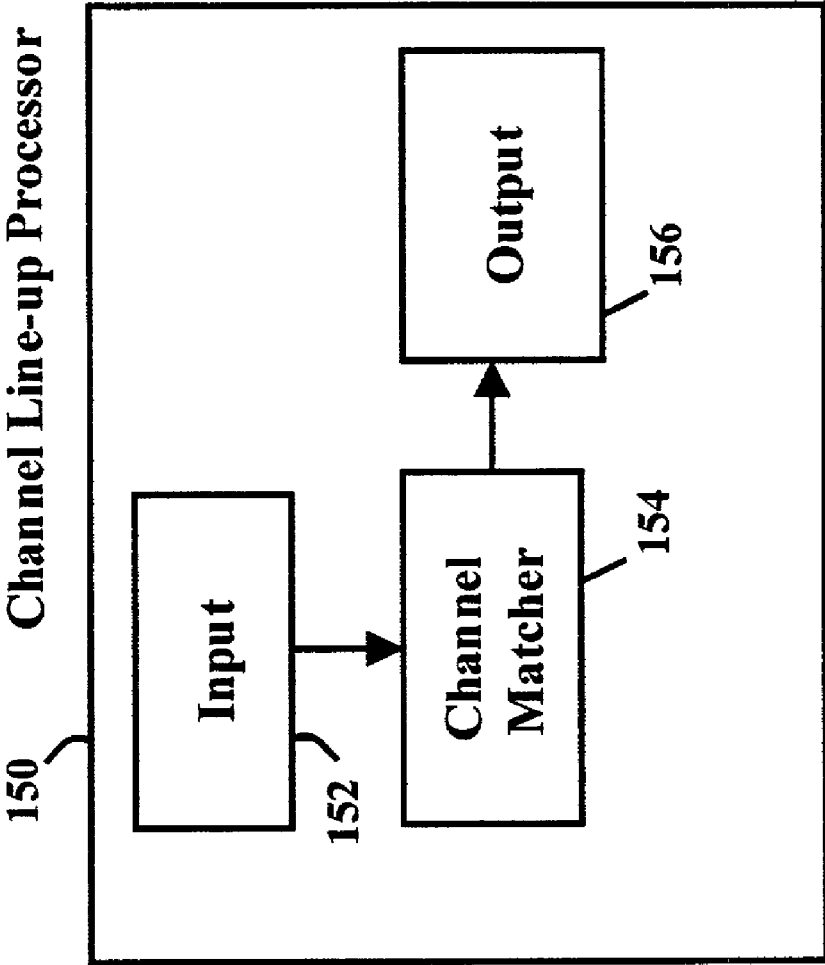 Channel Line-up Processor
150
Input
152
Channel
Matcher
154
Output
156